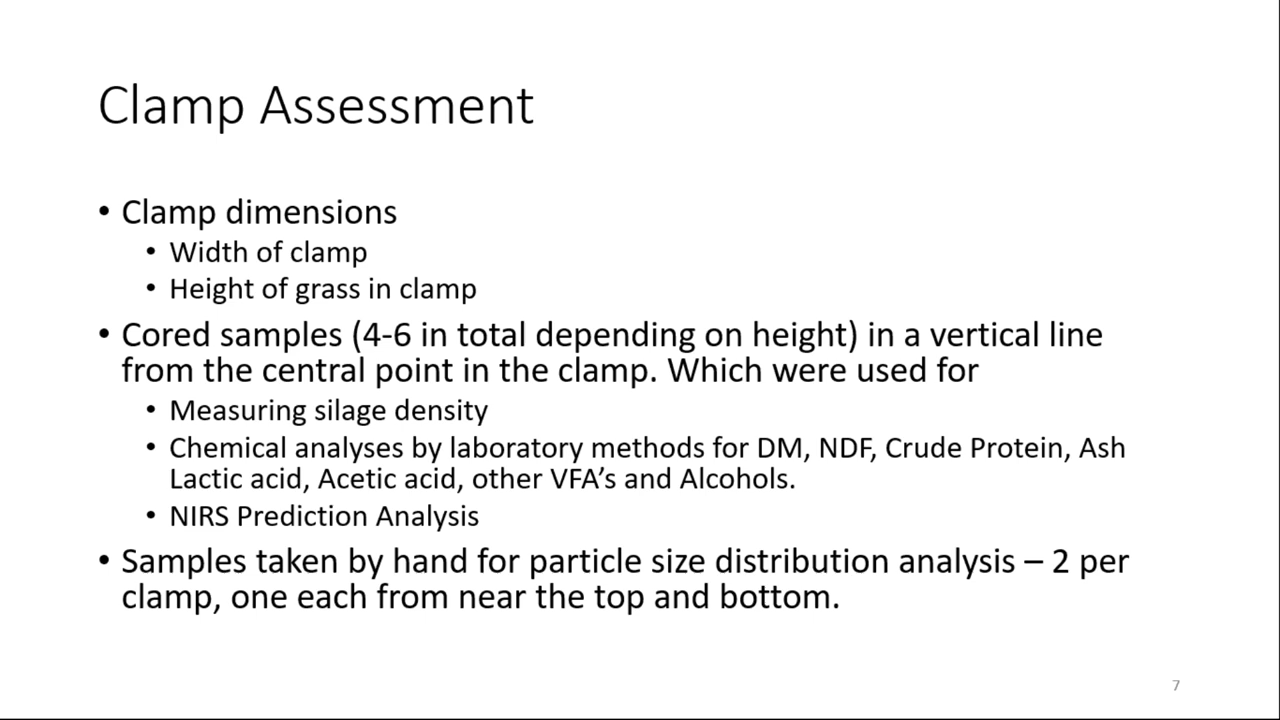 Clamp Assessment
• Clamp dimensions
• Width of clamp
• Height of grass in clamp
• Cored samples (4-6 in total depending on height) in a vertical line
from the central point in the clamp. Which were used for
• Measuring silage density
• Chemical analyses by laboratory methods for DM, NDF, Crude Protein, Ash
Lactic acid, Acetic acid, other VFA’s and Alcohols.
• NIRS Prediction Analysis
• Samples taken by hand for particle size distribution analysis – 2 per
clamp, one each from near the top and bottom.
7